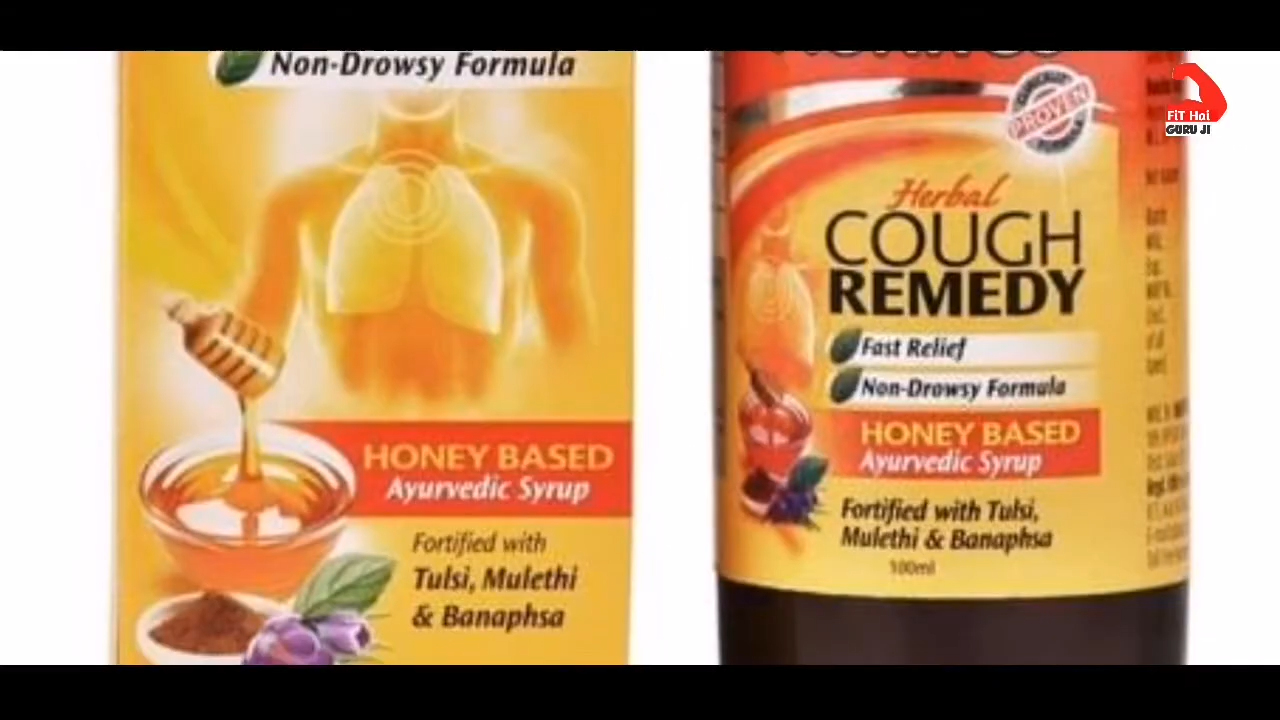 Non-Drowsy Formula
HONEY BASED
Ayurvedic Syrup
Fortified with
Tulsi, Mulethi
& Banaphsa
PROVEN
Herbal
COUGH
REMEDY
Fast Relief
Non-Drowsy Formula
HONEY BASED
Ayurvedic Syrup
Fortified with Tulsi,
Mulethi & Banaphsa
100ml
FiT Hai
GURU JI